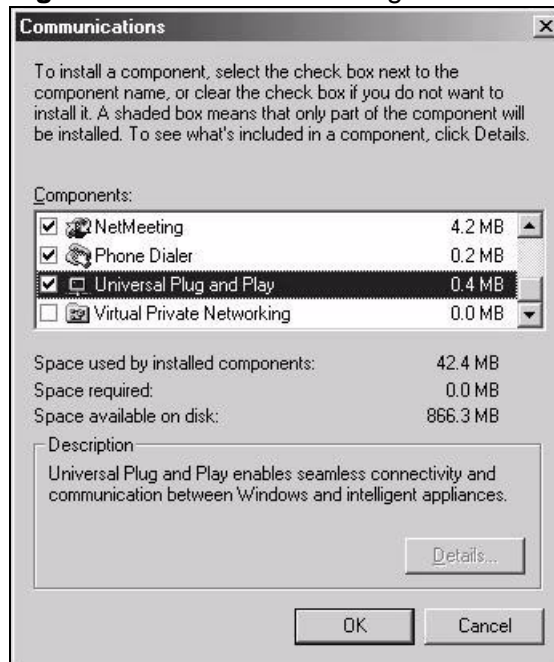 Communications
To install a component, select the check box next to the
component name, or clear the check box if you do not want to
install it. A shaded box means that only part of the component will
be installed. To see what's included in a component, click Details.
Components:
NetMeeting 4.2 MB
Phone Dialer 0.2 MB
Universal Plug and Play 0.4 MB
Virtual Private Networking 0.0 MB
Space used by installed components: 42.4 MB
Space required: 0.0 MB
Space available on disk: 866.3 MB
Description
Universal Plug and Play enables seamless connectivity and
communication between Windows and intelligent appliances.
Details...
OK Cancel